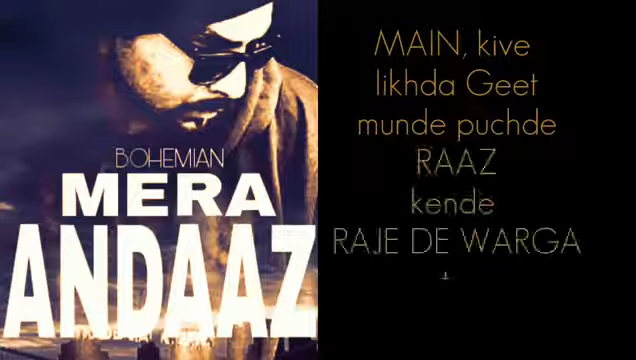 BOHEMIAN
MERA
ANDAAZ
MAIN, kive
likhda Geet
munde puchde
RAAZ
kende
RAJE DE WARGA